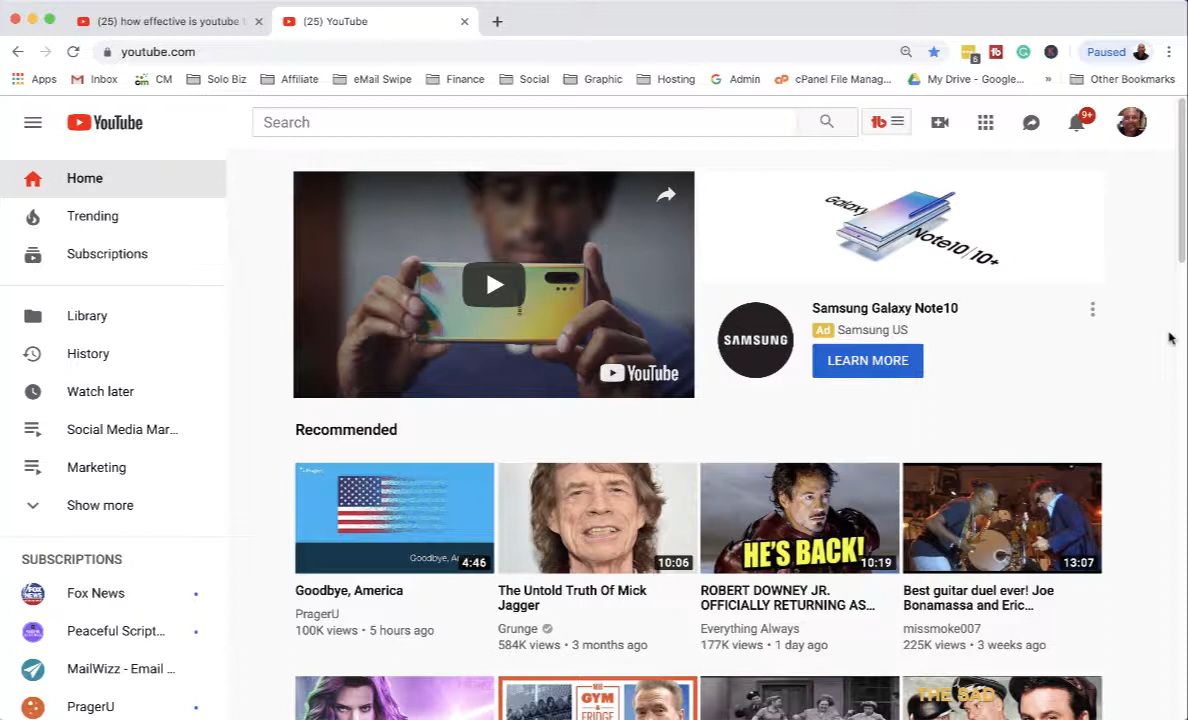 (25) how effective is youtube t
(25) YouTube
youtube.com
6
Paused
Apps
Inbox
CM
Solo Biz
Affiliate
eMail Swipe
Finance
Social
Graphic
Hosting
Admin
cPanel File Manag...
My Drive - Google...
»
Other Bookmarks
YouTube
Search
tb
9+
Home
Trending
Subscriptions
Library
History
Watch later
Social Media Mar...
Marketing
Show more
SUBSCRIPTIONS
Fox News
Peaceful Script...
MailWizz - Email ...
PragerU
YouTube
Galaxy
Note10/10+
SAMSUNG
Samsung Galaxy Note10
Ad Samsung US
LEARN MORE
Recommended
Goodbye,
4:46
Goodbye, America
PragerU
100K views • 5 hours ago
10:06
The Untold Truth Of Mick
Jagger
Grunge
584K views • 3 months ago
HE'S BACK!
10:19
ROBERT DOWNEY JR.
OFFICIALLY RETURNING AS...
Everything Always
177K views • 1 day ago
13:07
Best guitar duel ever! Joe
Bonamassa and Eric...
missmoke007
225K views • 3 weeks ago
GYM
&
FRIDGE
THE SAD